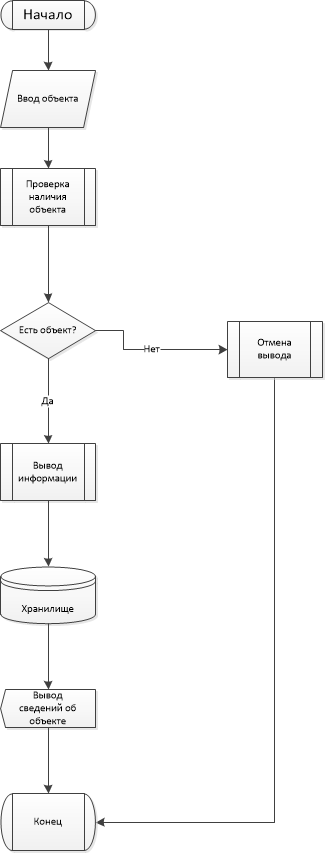 Начало
Ввод объекта
Проверка
наличия
объекта
Есть объект?
Нет
Отмена
вывода
Да
Вывод
информации
Хранилище
Вывод
сведений об
объекте
Конец